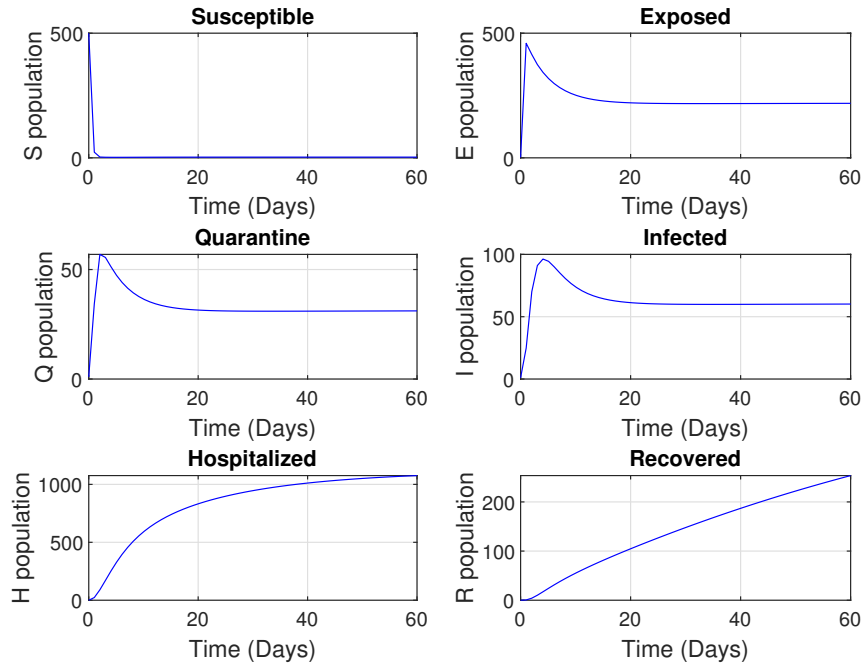 Susceptible
500
0
S population
0 20 40 60
Time (Days)
Exposed
500
0
E population
0 20 40 60
Time (Days)
Quarantine
50
0
Q population
0 20 40 60
Time (Days)
Infected
100
50
0
I population
0 20 40 60
Time (Days)
Hospitalized
1000
500
0
H population
0 20 40 60
Time (Days)
Recovered
200
100
0
R population
0 20 40 60
Time (Days)